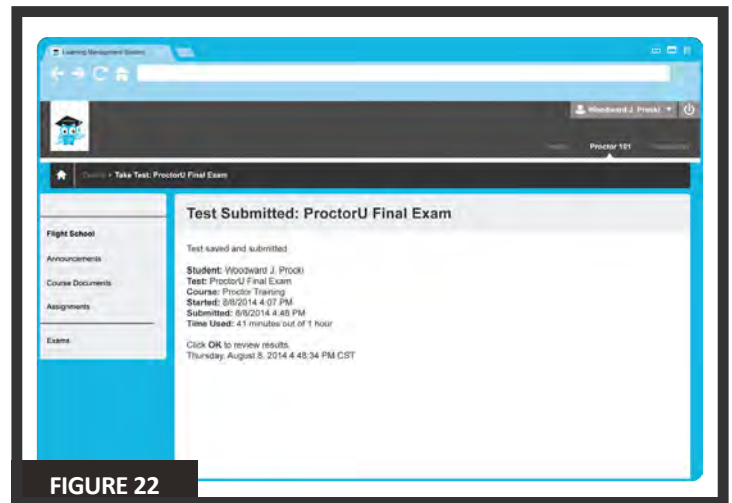 Learning Management System
Woodward J. Procki
Proctor 101
Take Test: ProctorU Final Exam
Test Submitted: ProctorU Final Exam
Flight School
Announcements
Course Documents
Assignments
Exams
Test saved and submitted
Student: Woodward J. Procki
Test: ProctorU Final Exam
Course: Proctor Training
Started: 8/8/2014 4:07 PM
Submitted: 8/8/2014 4:48 PM
Time Used: 41 minutes out of 1 hour
Click OK to review results.
Thursday, August 8, 2014 4:48:34 PM CST
FIGURE 22